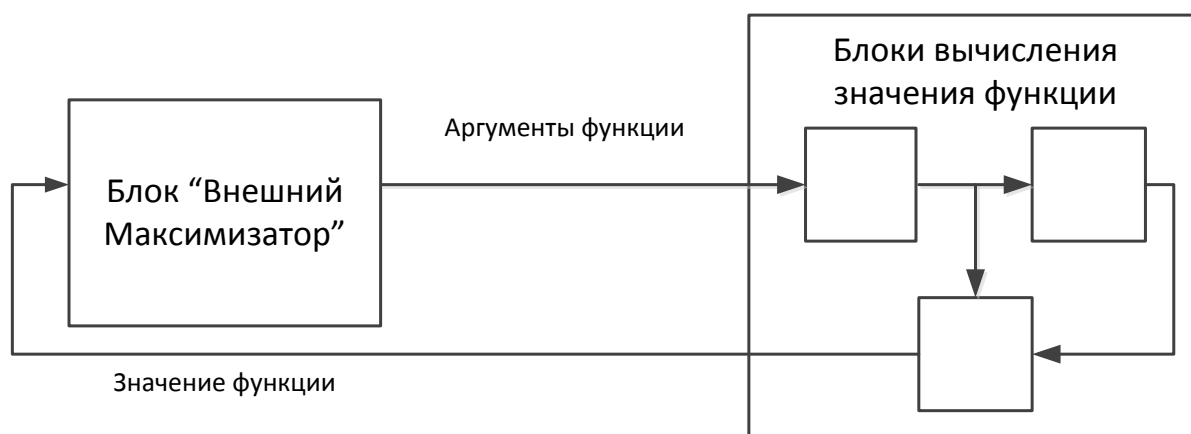 Блоки вычисления
значения функции
Аргументы функции
Блок “Внешний
Максимизатор”
Значение функции